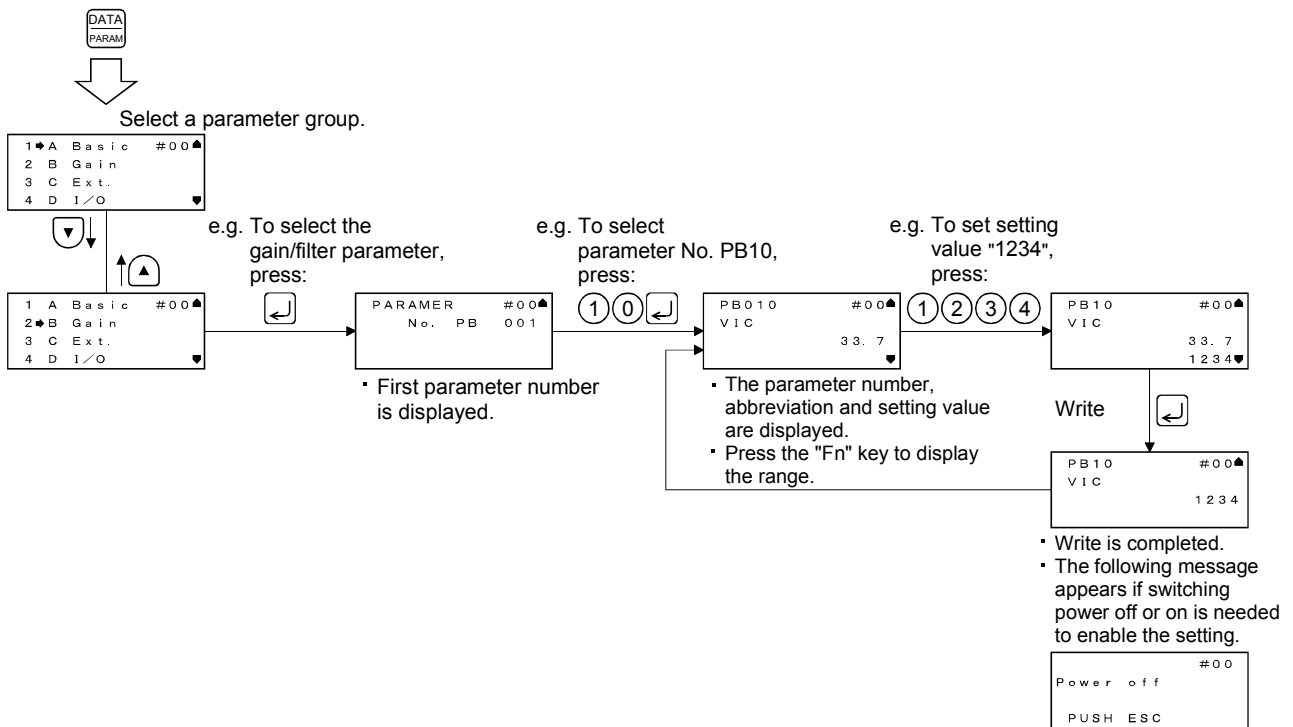 DATA
PARAM
Select a parameter group.
1 A Basic #00
2 B Gain
3 C Ext.
4 D I/O
e.g. To select the
gain/filter parameter,
press:
e.g. To select
parameter No. PB10,
press:
1 0
e.g. To set setting
value "1234",
press:
1 2 3 4
1 A Basic #00
2 B Gain
3 C Ext.
4 D I/O
PARAMER #00
No. PB 001
PB010 #00
VIC
33. 7
PB10 #00
VIC
33. 7
1234
· First parameter number
is displayed.
· The parameter number,
abbreviation and setting value
are displayed.
· Press the "Fn" key to display
the range.
Write
PB10 #00
VIC
1234
· Write is completed.
· The following message
appears if switching
power off or on is needed
to enable the setting.
#00
Power off
PUSH ESC